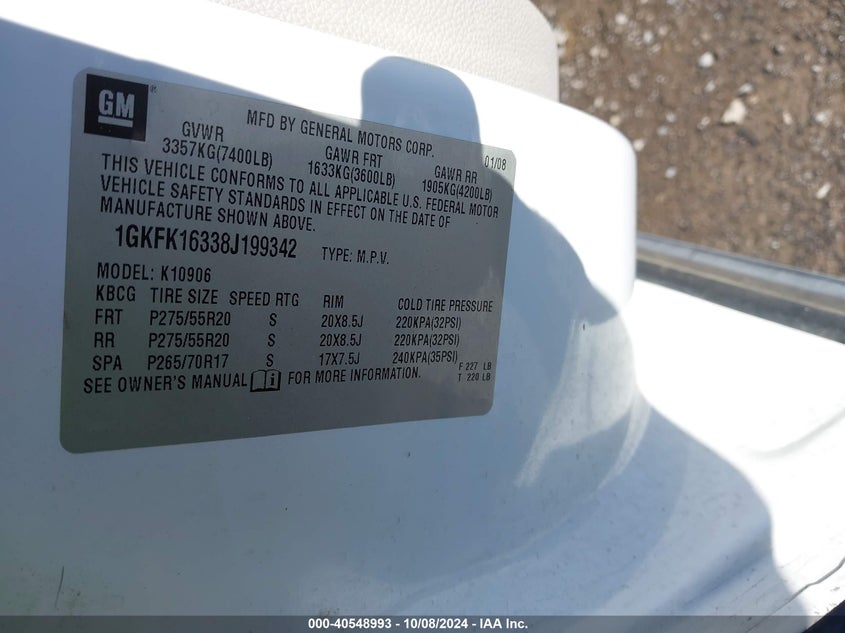 GM ®
MFD BY GENERAL MOTORS CORP. 01/08
GVWR GAWR FRT GAWR RR
3357KG(7400LB) 1633KG(3600LB) 1905KG(4200LB)
THIS VEHICLE CONFORMS TO ALL APPLICABLE U.S. FEDERAL MOTOR
VEHICLE SAFETY STANDARDS IN EFFECT ON THE DATE OF
MANUFACTURE SHOWN ABOVE.
1GKFK16338J199342 TYPE: M.P.V.
MODEL: K10906
KBCG TIRE SIZE SPEED RTG RIM COLD TIRE PRESSURE
FRT P275/55R20 S 20X8.5J 220KPA(32PSI)
RR P275/55R20 S 20X8.5J 220KPA(32PSI)
SPA P265/70R17 S 17X7.5J 240KPA(35PSI)
F 227 LB
SEE OWNER'S MANUAL FOR MORE INFORMATION. T 220 LB
000-40548993 - 10/08/2024 - IAA Inc.